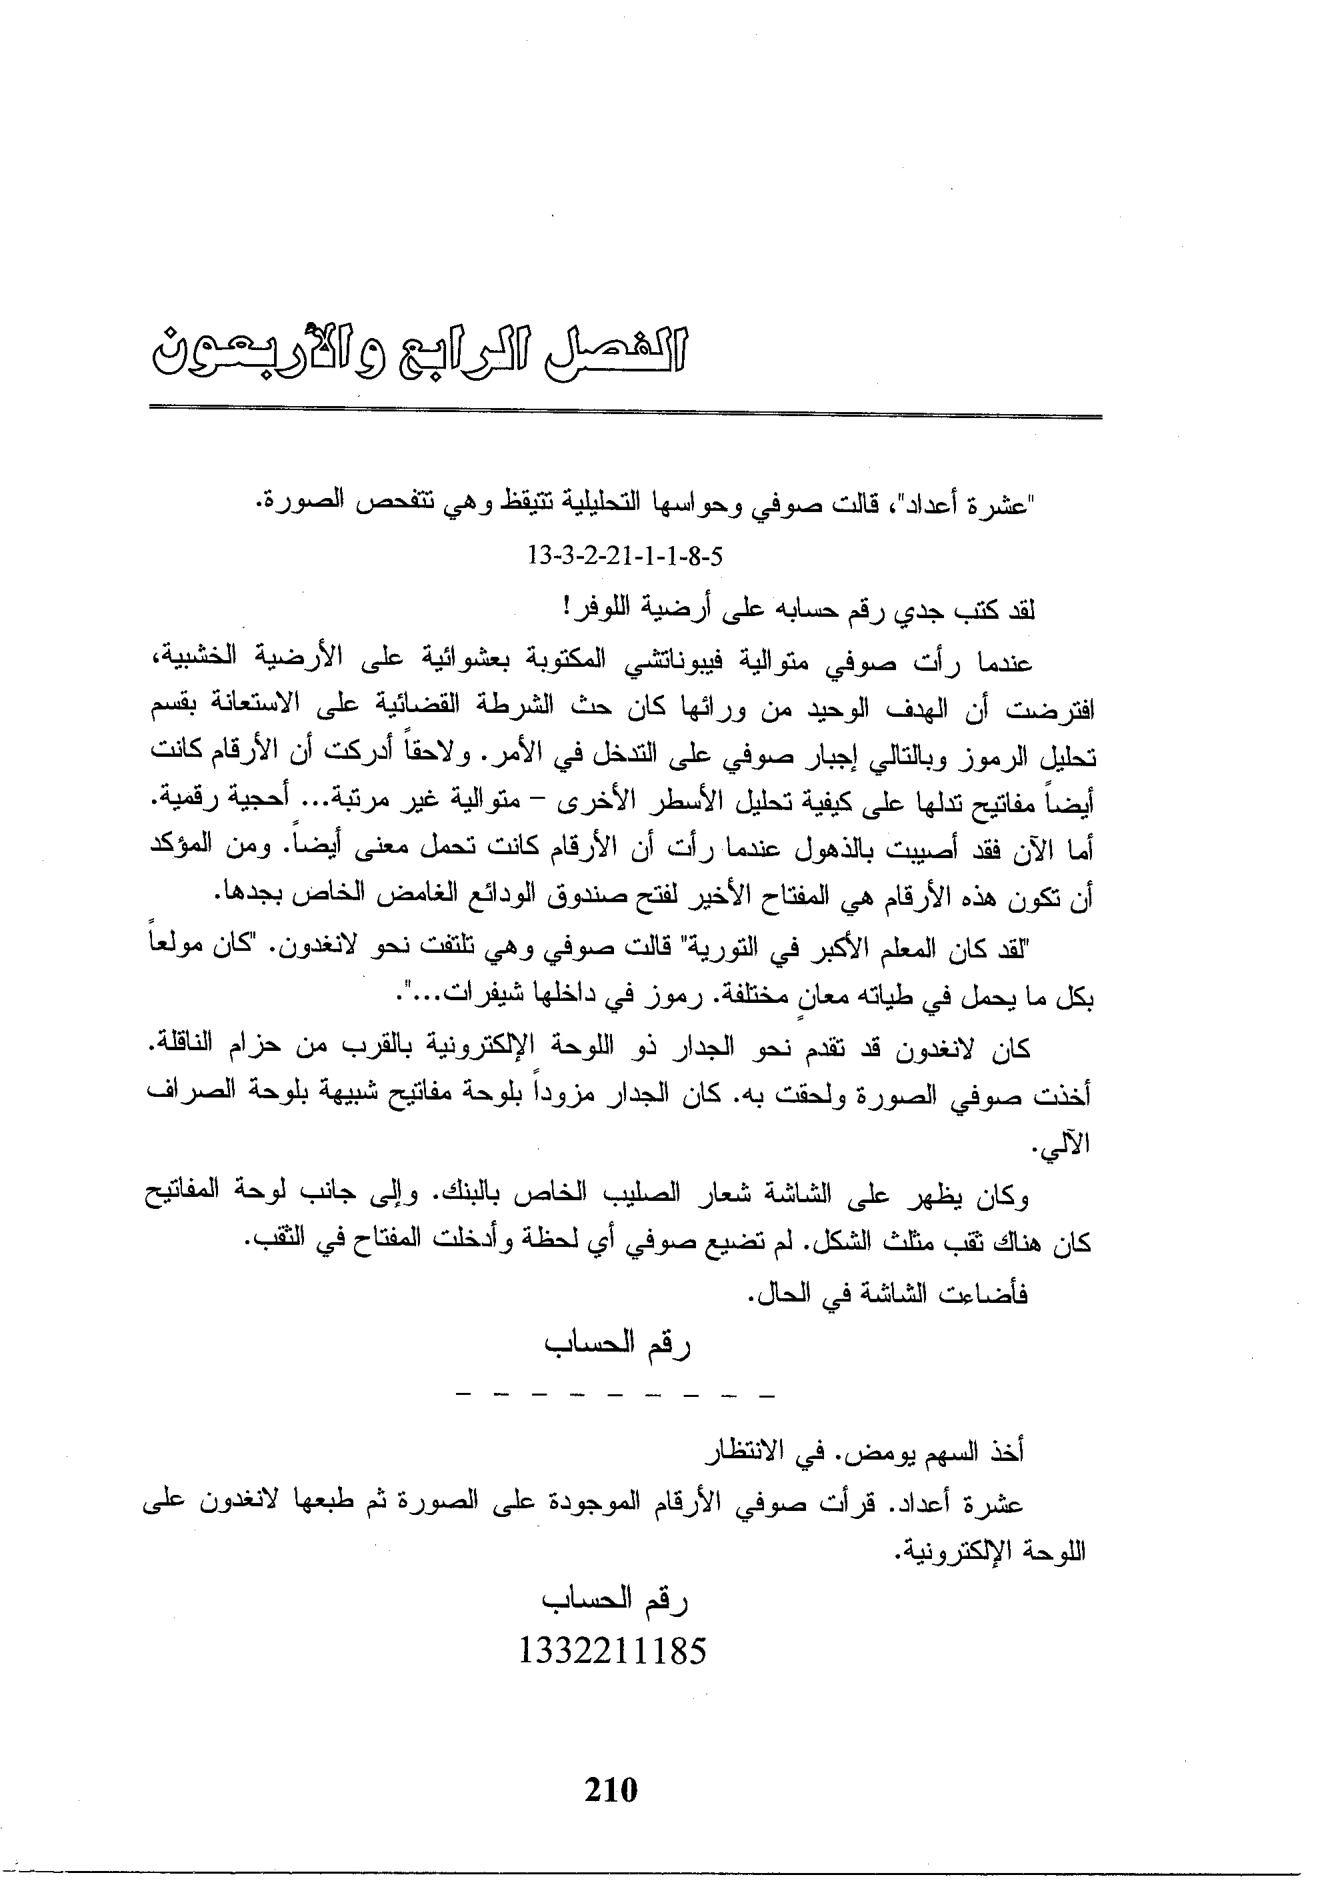 الفصل الرابع والأربعون
"عشرة أعداد"، قالت صوفي وحواسها التحليلية تتيقظ وهي تتفحص الصورة.
13-3-2-21-1-1-8-5
لقد كتب جدي رقم حسابه على أرضية اللوفر!
عندما رأت صوفي متوالية فيبوناتشي المكتوبة بعشوائية على الأرضية الخشبية،
افترضت أن الهدف الوحيد من ورائها كان حث الشرطة القضائية على الاستعانة بقسم
تحليل الرموز وبالتالي إجبار صوفي على التدخل في الأمر. ولاحقاً أدركت أن الأرقام كانت
أيضاً مفاتيح تدلها على كيفية تحليل الأسطر الأخرى – متوالية غير مرتبة... أحجية رقمية.
أما الآن فقد أصيبت بالذهول عندما رأت أن الأرقام كانت تحمل معنى أيضاً. ومن المؤكد
أن تكون هذه الأرقام هي المفتاح الأخير لفتح صندوق الودائع الغامض الخاص بجدها.
"لقد كان المعلم الأكبر في التورية" قالت صوفي وهي تلتفت نحو لانغدون. "كان مولعاً
بكل ما يحمل في طياته معانٍ مختلفة. رموز في داخلها شيفرات...".
كان لانغدون قد تقدم نحو الجدار ذو اللوحة الإلكترونية بالقرب من حزام الناقلة.
أخذت صوفي الصورة ولحقت به. كان الجدار مزوداً بلوحة مفاتيح شبيهة بلوحة الصراف
الآلي.
وكان يظهر على الشاشة شعار الصليب الخاص بالبنك. وإلى جانب لوحة المفاتيح
كان هناك ثقب مثلث الشكل. لم تضيع صوفي أي لحظة وأدخلت المفتاح في الثقب.
فأضاءت الشاشة في الحال.
رقم الحساب
_ _ _ _ _ _ _ _ _
أخذ السهم يومض. في الانتظار
عشرة أعداد. قرأت صوفي الأرقام الموجودة على الصورة ثم طبعها لانغدون على
اللوحة الإلكترونية.
رقم الحساب
1332211185
210